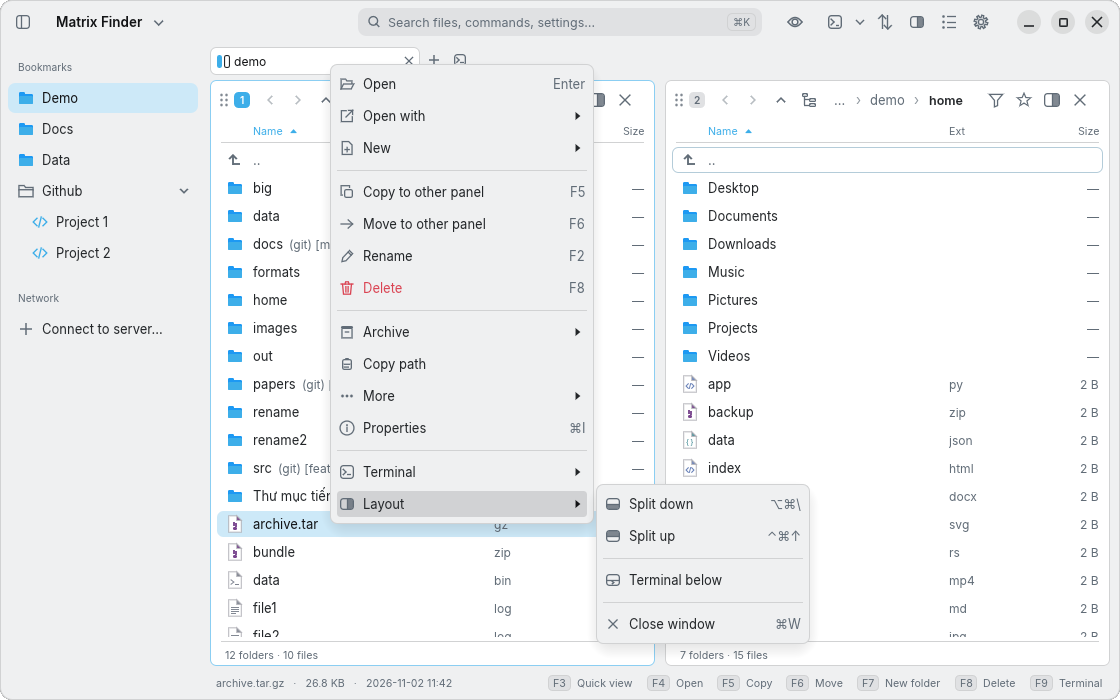 Matrix Finder
Search files, commands, settings... ⌘K
Bookmarks
Demo
Docs
Data
Github
Project 1
Project 2
Network
Connect to server...
demo
1
Name
Size
..
big —
data —
docs (git) —
formats —
home —
images —
out —
papers (git) —
rename —
rename2 —
src (git) —
Thư mục
archive.tar gz
bundle zip
data bin
file1 log
file2 log
12 folders · 10 files
Open Enter
Open with
New
Copy to other panel F5
Move to other panel F6
Rename F2
Delete F8
Archive
Copy path
More
Properties ⌘I
Terminal
Layout
Split down ⌥⌘\
Split up ^⌘↑
Terminal below
Close window ⌘W
2
... › demo › home
Name Ext Size
..
Desktop —
Documents —
Downloads —
Music —
Pictures —
Projects —
Videos —
app py 2 B
backup zip 2 B
data json 2 B
index html 2 B
docx 2 B
svg 2 B
rs 2 B
mp4 2 B
md 2 B
2 B
7 folders · 15 files
archive.tar.gz · 26.8 KB · 2026-11-02 11:42
F3 Quick view F4 Open F5 Copy F6 Move F7 New folder F8 Delete F9 Terminal